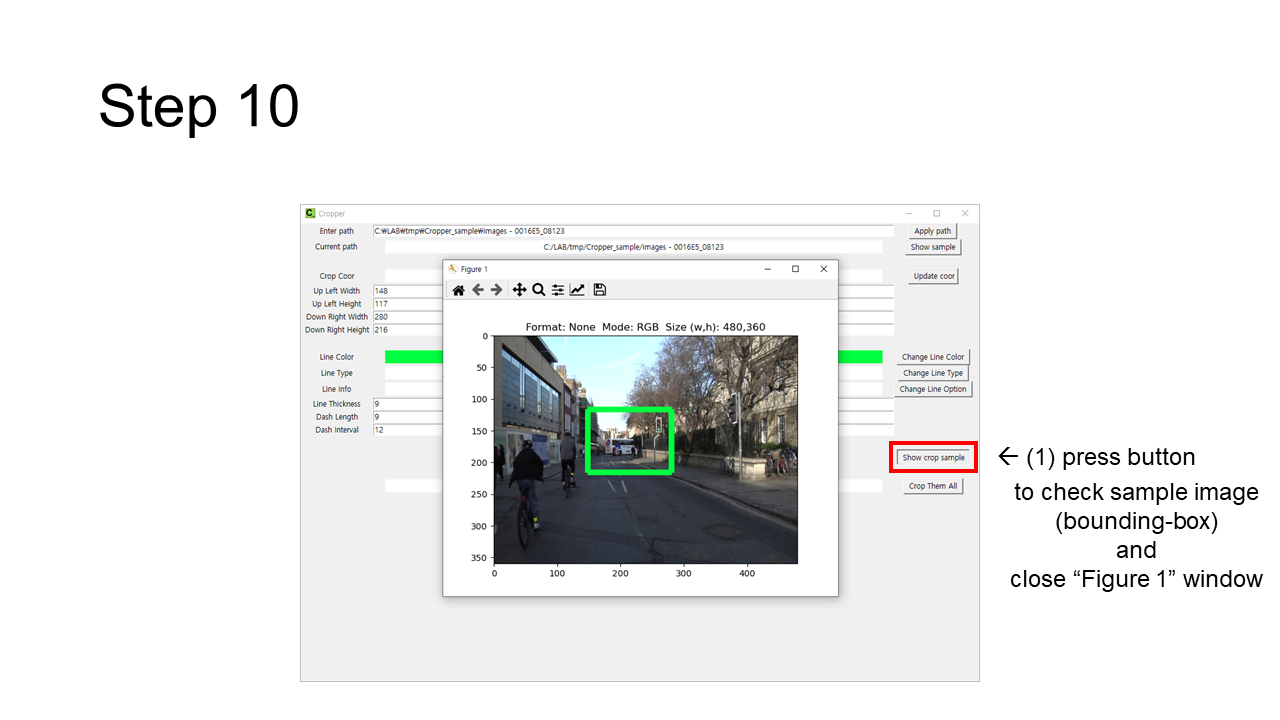 Step 10
Cropper
Enter path
C:₩LAB₩tmp₩Cropper_sample₩images - 0016E5_08123
Apply path
Current path
C:/LAB/tmp/Cropper_sample/images - 0016E5_08123
Show sample
Crop Coor
Update coor
Up Left Width
148
Up Left Height
117
Down Right Width
280
Down Right Height
216
Line Color
Change Line Color
Line Type
Change Line Type
Line Info
Change Line Option
Line Thickness
9
Dash Length
9
Dash Interval
12
Show crop sample
Crop Them All
Figure 1
Format: None Mode: RGB Size (w,h): 480,360
0
50
100
150
200
250
300
350
0 100 200 300 400
← (1) press button
to check sample image
(bounding-box)
and
close “Figure 1” window